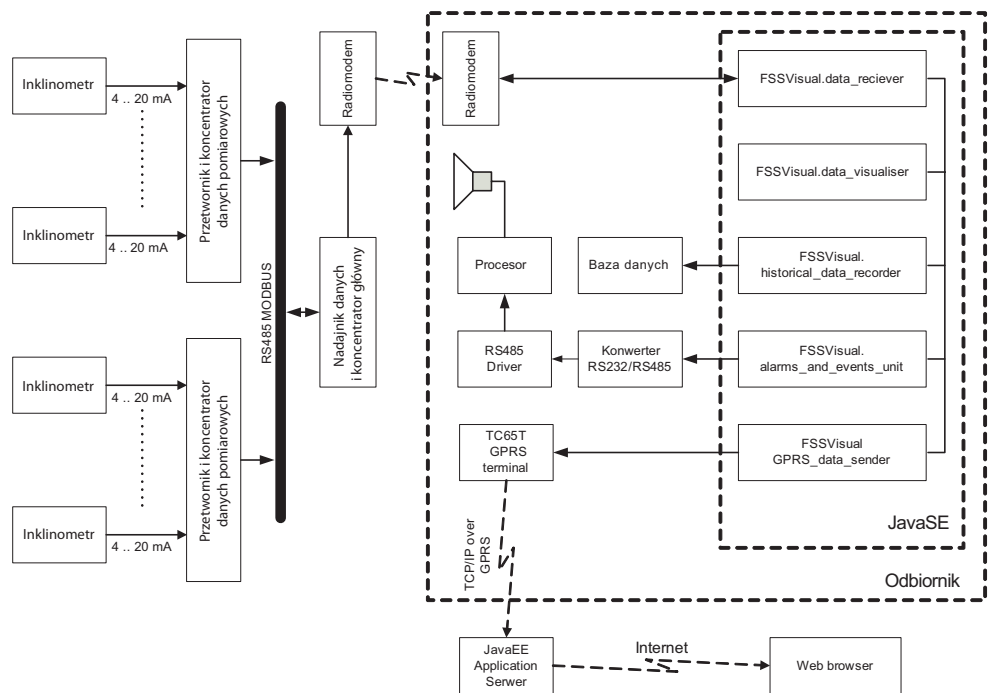 Inklinometr
4 .. 20 mA
Inklinometr
4 .. 20 mA
Przetwornik i koncentrator
danych pomiarowych
Inklinometr
4 .. 20 mA
Inklinometr
4 .. 20 mA
Przetwornik i koncentrator
danych pomiarowych
RS485 MODBUS
Radiomodem
Nadajnik danych
i koncentrator główny
Radiomodem
Procesor
Baza danych
RS485
Driver
Konwerter
RS232/RS485
TC65T
GPRS
terminal
FSSVisual.data_reciever
FSSVisual.data_visualiser
FSSVisual.
historical_data_recorder
FSSVisual.
alarms_and_events_unit
FSSVisual
GPRS_data_sender
JavaSE
Odbiornik
TCP/IP over
GPRS
JavaEE
Application
Serwer
Internet
Web browser